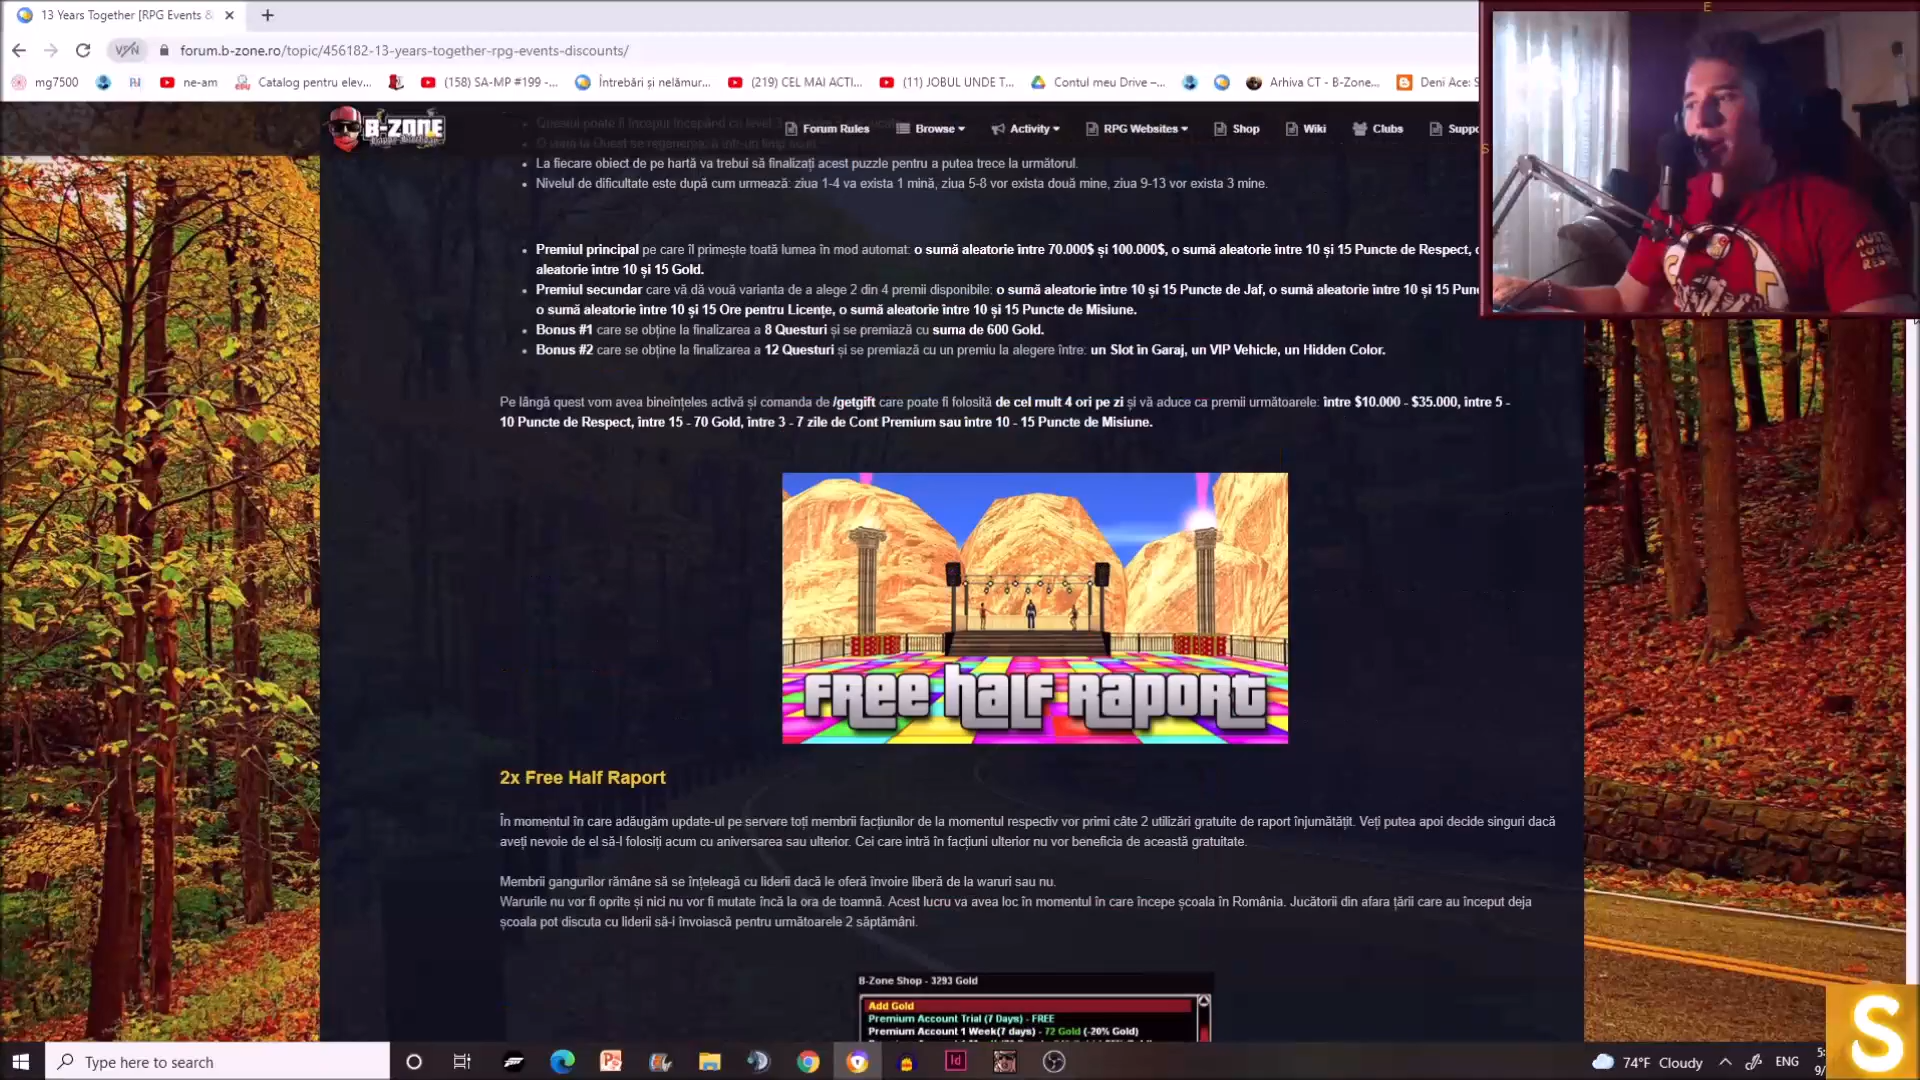 13 Years Together [RPG Events &
VPN
forum.b-zone.ro/topic/456182-13-years-together-rpg-events-discounts/
mg7500
ne-am
Catalog pentru elev...
(158) SA-MP #199 -...
Întrebări și nelămur...
(219) CEL MAI ACTI...
(11) JOBUL UNDE T...
Contul meu Drive –...
Arhiva CT - B-Zone...
Deni Ace: S
B-ZONE
Forum Rules
Browse
Activity
RPG Websites
Shop
Wiki
Clubs
Suppo
La fiecare obiect de pe hartă va trebui să finalizați acest puzzle pentru a putea trece la următorul.
Nivelul de dificultate este după cum urmează: ziua 1-4 va exista 1 mină, ziua 5-8 vor exista două mine, ziua 9-13 vor exista 3 mine.
Premiul principal pe care îl primește toată lumea în mod automat: o sumă aleatorie între 70.000$ și 100.000$, o sumă aleatorie între 10 și 15 Puncte de Respect,
aleatorie între 10 și 15 Gold.
Premiul secundar care vă dă vouă varianta de a alege 2 din 4 premii disponibile: o sumă aleatorie între 10 și 15 Puncte de Jaf, o sumă aleatorie între 10 și 15 Pun
o sumă aleatorie între 10 și 15 Ore pentru Licențe, o sumă aleatorie între 10 și 15 Puncte de Misiune.
Bonus #1 care se obține la finalizarea a 8 Questuri și se premiază cu suma de 600 Gold.
Bonus #2 care se obține la finalizarea a 12 Questuri și se premiază cu un premiu la alegere între: un Slot în Garaj, un VIP Vehicle, un Hidden Color.
Pe lângă quest vom avea bineînțeles activă și comanda de /getgift care poate fi folosită de cel mult 4 ori pe zi și vă aduce ca premii următoarele: între $10.000 - $35.000, între 5 -
10 Puncte de Respect, între 15 - 70 Gold, între 3 - 7 zile de Cont Premium sau între 10 - 15 Puncte de Misiune.
FREE HALF RAPORT
2x Free Half Raport
În momentul în care adăugăm update-ul pe servere toți membrii facțiunilor de la momentul respectiv vor primi câte 2 utilizări gratuite de raport înjumătățit. Veți putea apoi decide singuri dacă
aveți nevoie de el să-l folosiți acum cu aniversarea sau ulterior. Cei care intră în facțiuni ulterior nu vor beneficia de această gratuitate.
Membrii gangurilor rămâne să se înțeleagă cu liderii dacă le oferă învoire liberă de la waruri sau nu.
Warurile nu vor fi oprite și nici nu vor fi mutate încă la ora de toamnă. Acest lucru va avea loc în momentul în care începe școala în România. Jucătorii din afara țării care au început deja
școala pot discuta cu liderii să-i învoiască pentru următoarele 2 săptămâni.
B-Zone Shop - 3293 Gold
Add Gold
Premium Account Trial (7 Days) - FREE
Premium Account 1 Week(7 days) - 72 Gold (-20% Gold)
Type here to search
74°F Cloudy
ENG
S